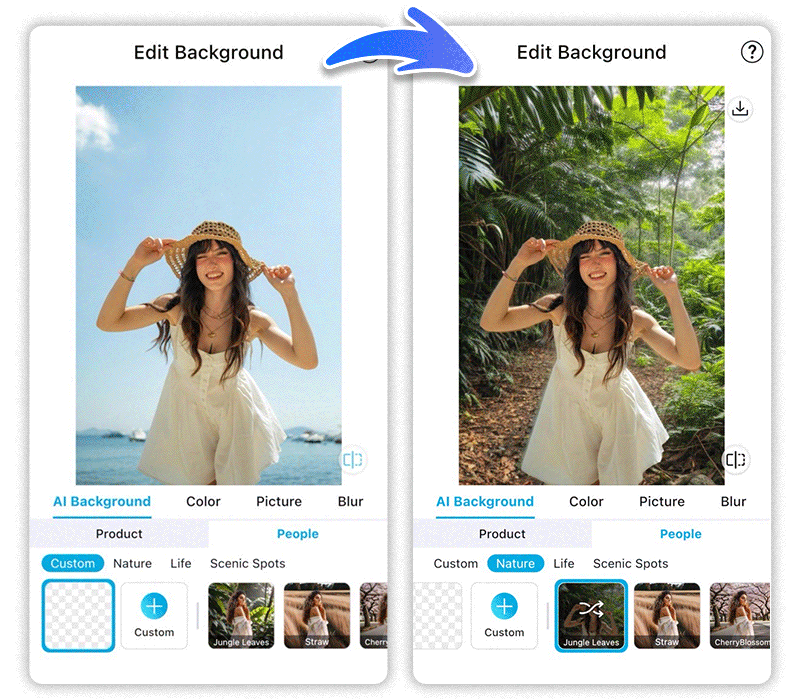 Edit Background
AI Background Color Picture Blur
Product People
Custom Nature Life Scenic Spots
Custom
Jungle Leaves Straw Cherry
Edit Background
?
AI Background Color Picture Blur
Product People
Custom Nature Life Scenic Spots
Custom
Jungle Leaves Straw CherryBlossom